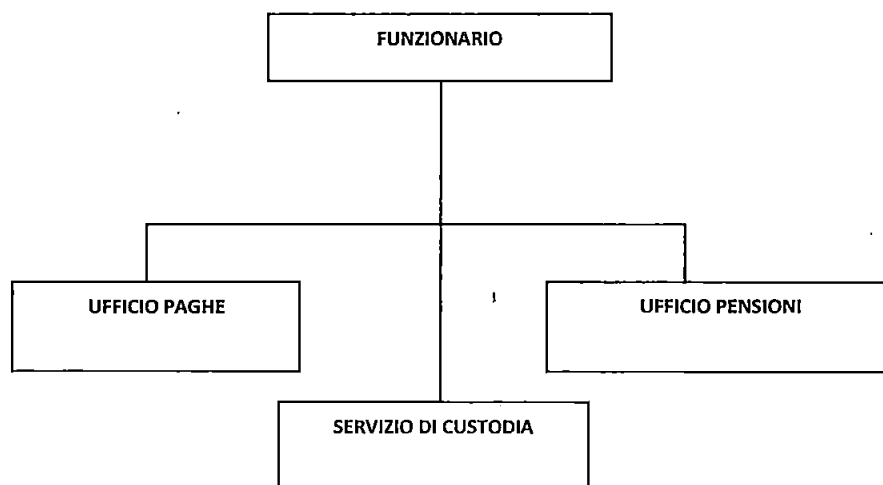 FUNZIONARIO
UFFICIO PAGHE
UFFICIO PENSIONI
SERVIZIO DI CUSTODIA